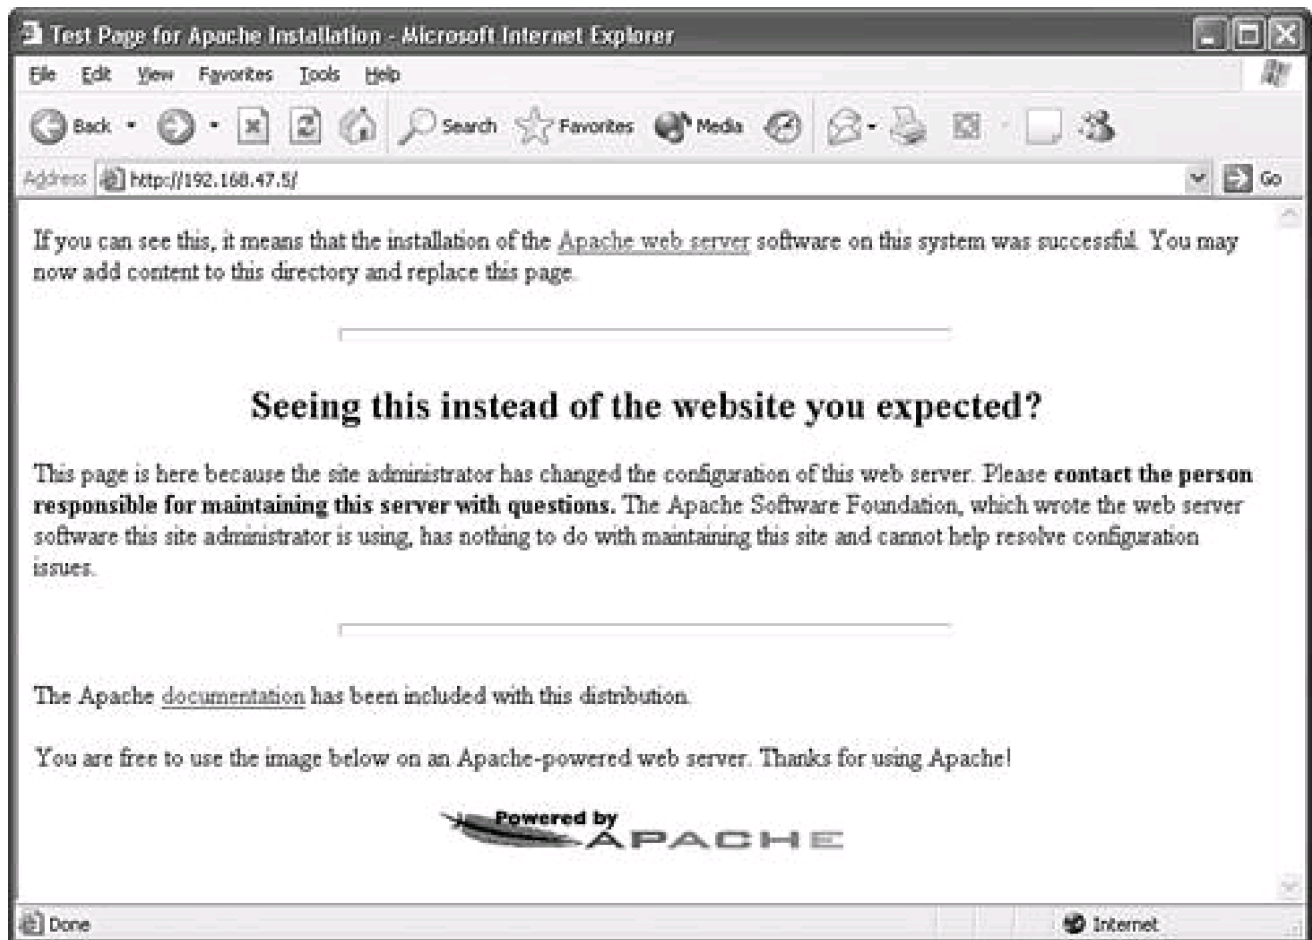 Test Page for Apache Installation - Microsoft Internet Explorer
File Edit View Favorites Tools Help
Back Search Favorites Media
Address http://192.168.47.5/ Go
If you can see this, it means that the installation of the Apache web server software on this system was successful. You may
now add content to this directory and replace this page.
Seeing this instead of the website you expected?
This page is here because the site administrator has changed the configuration of this web server. Please contact the person
responsible for maintaining this server with questions. The Apache Software Foundation, which wrote the web server
software this site administrator is using, has nothing to do with maintaining this site and cannot help resolve configuration
issues.
The Apache documentation has been included with this distribution.
You are free to use the image below on an Apache-powered web server. Thanks for using Apache!
Powered by
APACHE
Done Internet